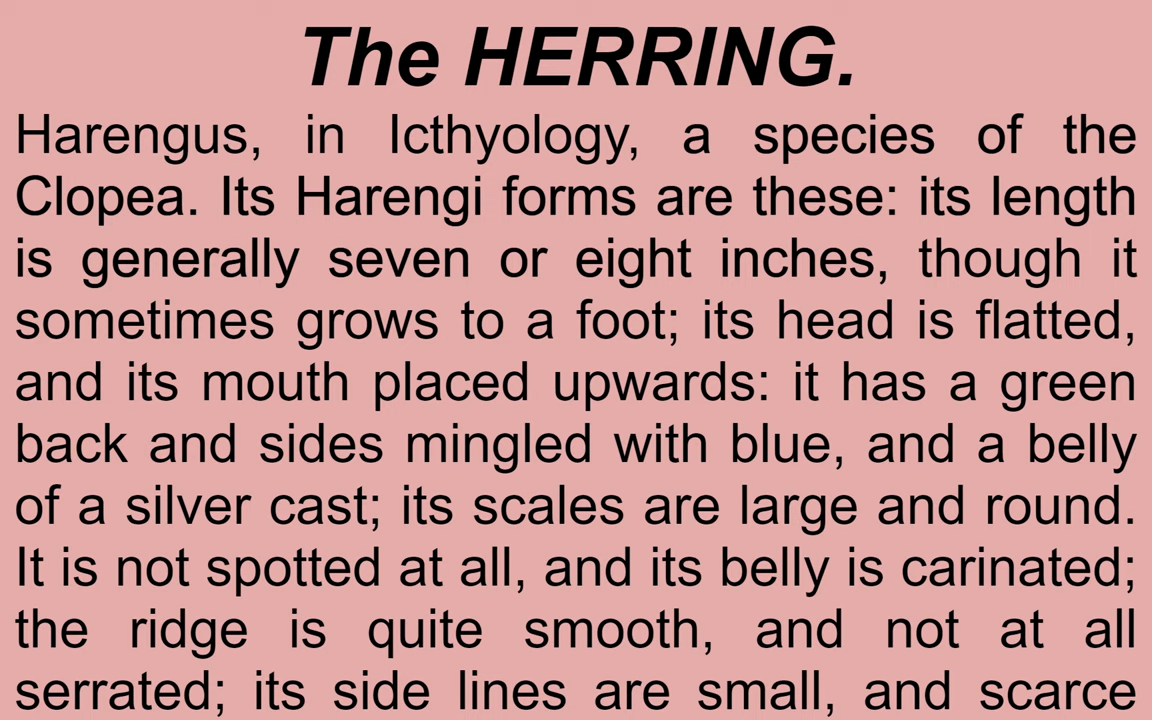 The HERRING.
Harengus, in Icthyology, a species of the
Clopea. Its Harengi forms are these: its length
is generally seven or eight inches, though it
sometimes grows to a foot; its head is flatted,
and its mouth placed upwards: it has a green
back and sides mingled with blue, and a belly
of a silver cast; its scales are large and round.
It is not spotted at all, and its belly is carinated;
the ridge is quite smooth, and not at all
serrated; its side lines are small, and scarce